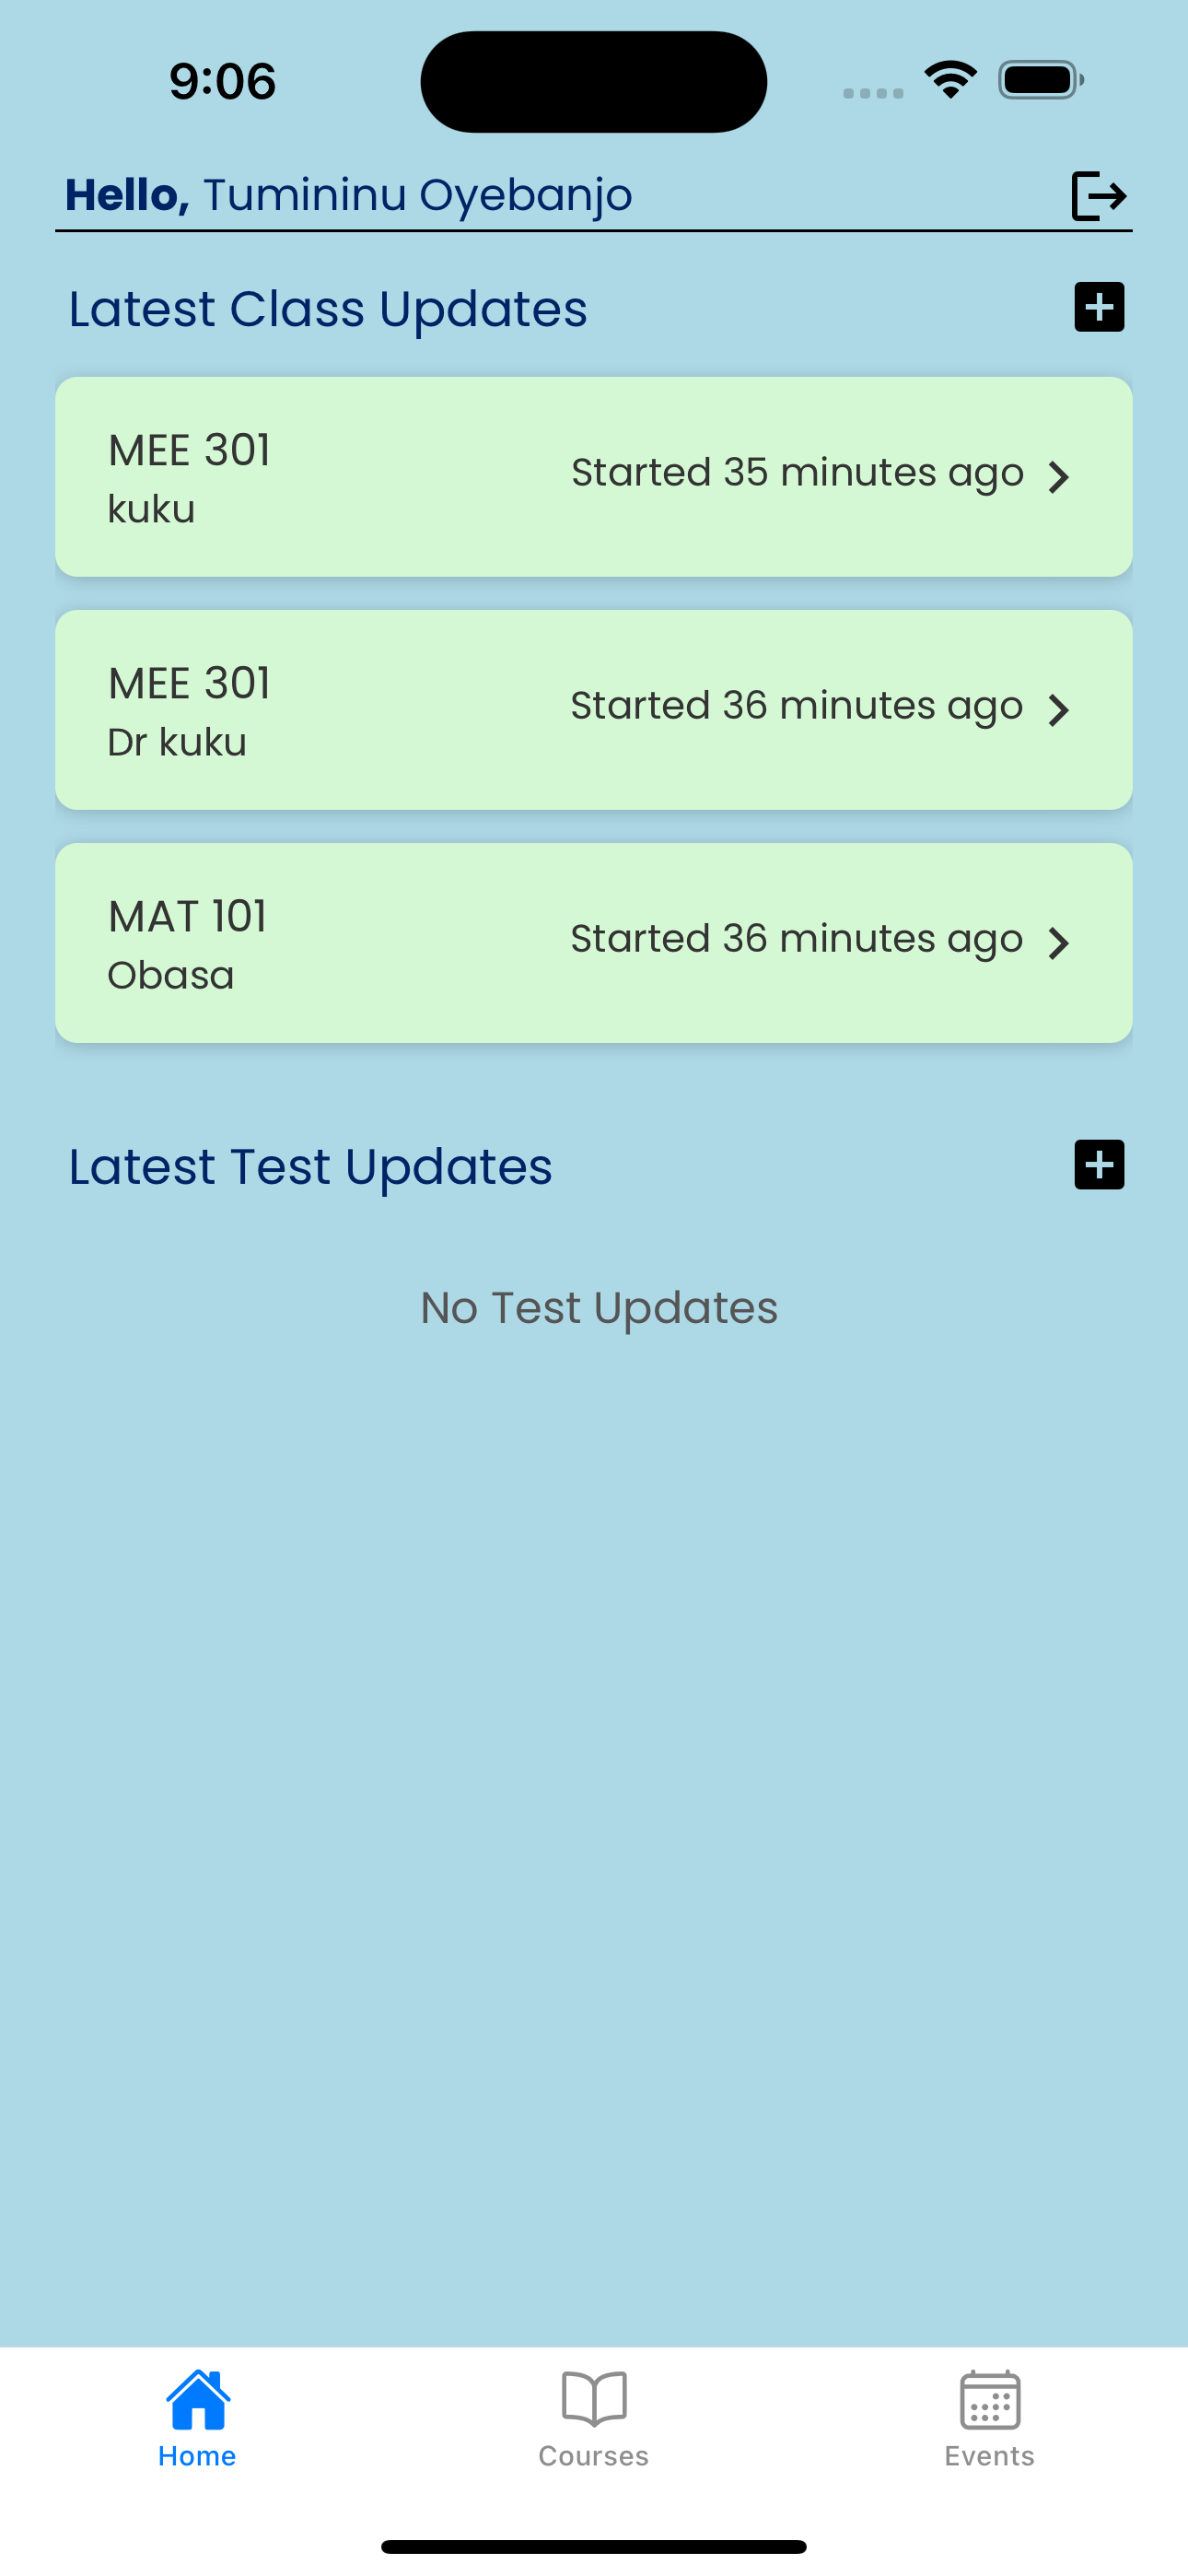 9:06
Hello, Tumininu Oyebanjo
Latest Class Updates
MEE 301
kuku
Started 35 minutes ago
MEE 301
Dr kuku
Started 36 minutes ago
MAT 101
Obasa
Started 36 minutes ago
Latest Test Updates
No Test Updates
Home
Courses
Events